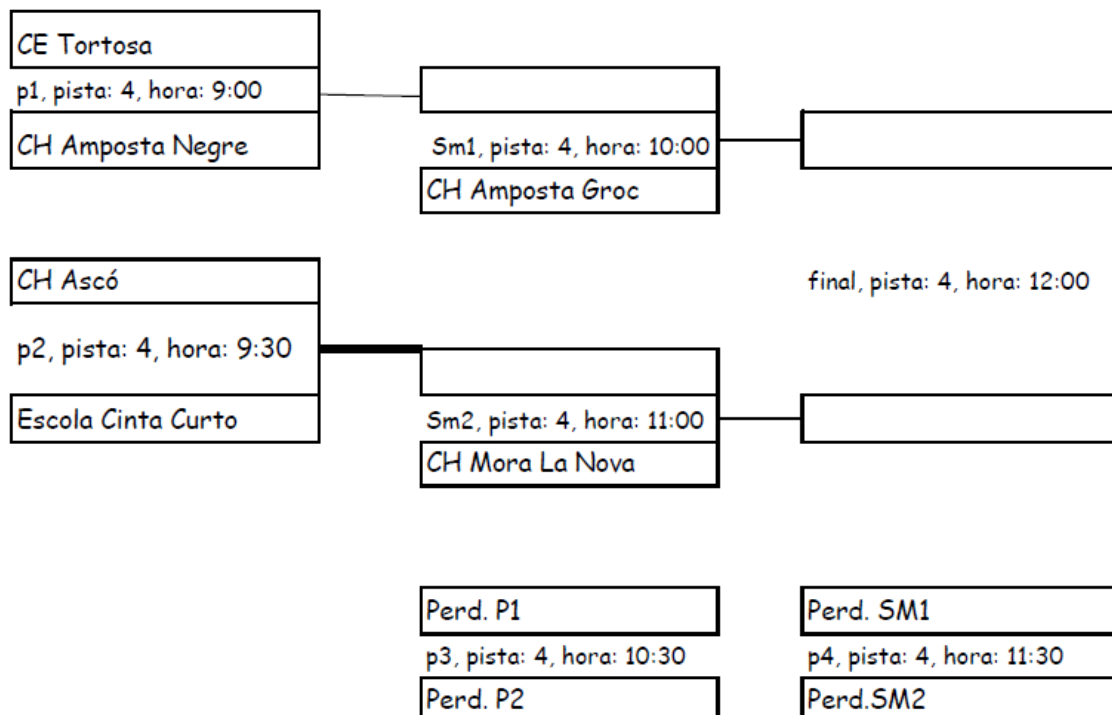 CE Tortosa
p1, pista: 4, hora: 9:00
CH Amposta Negre
Sm1, pista: 4, hora: 10:00
CH Amposta Groc
CH Ascó
p2, pista: 4, hora: 9:30
Escola Cinta Curto
Sm2, pista: 4, hora: 11:00
CH Mora La Nova
final, pista: 4, hora: 12:00
Perd. P1
p3, pista: 4, hora: 10:30
Perd. P2
Perd. SM1
p4, pista: 4, hora: 11:30
Perd.SM2